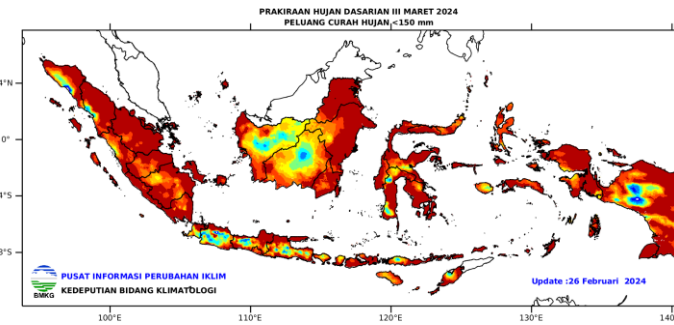 PRAKIRAAN HUJAN DASARIAN III MARET 2024
PELUANG CURAH HUJAN <150 mm
4°N
0°
4°S
8°S
PUSAT INFORMASI PERUBAHAN IKLIM
KEDEPUTIAN BIDANG KLIMATOLOGI
BMKG
Update :26 Februari 2024
100°E
110°E
120°E
130°E